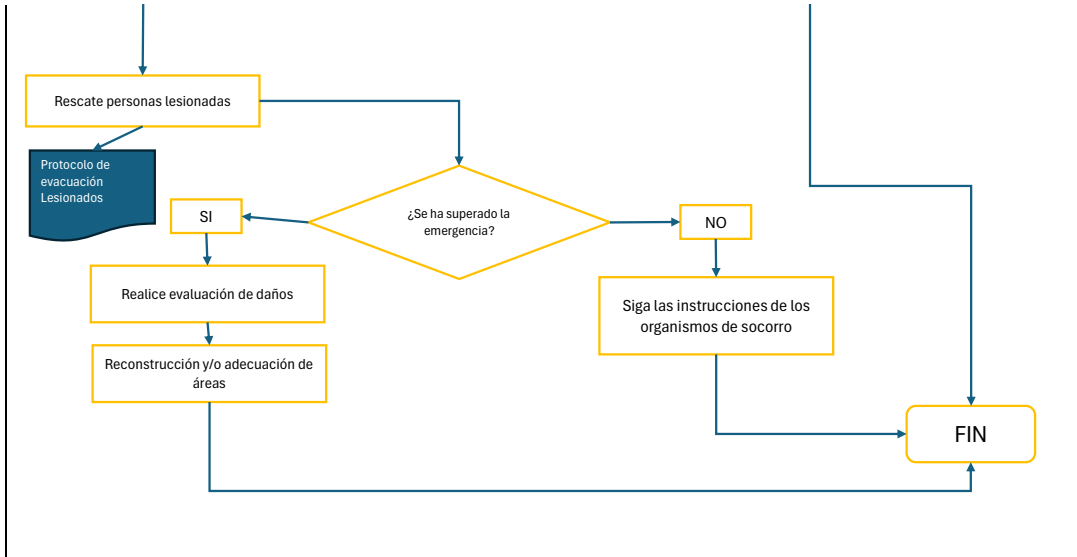 Rescate personas lesionadas
Protocolo de
evacuación
Lesionados
¿Se ha superado la
emergencia?
SI
NO
Realice evaluación de daños
Siga las instrucciones de los
organismos de socorro
Reconstrucción y/o adecuación de
áreas
FIN